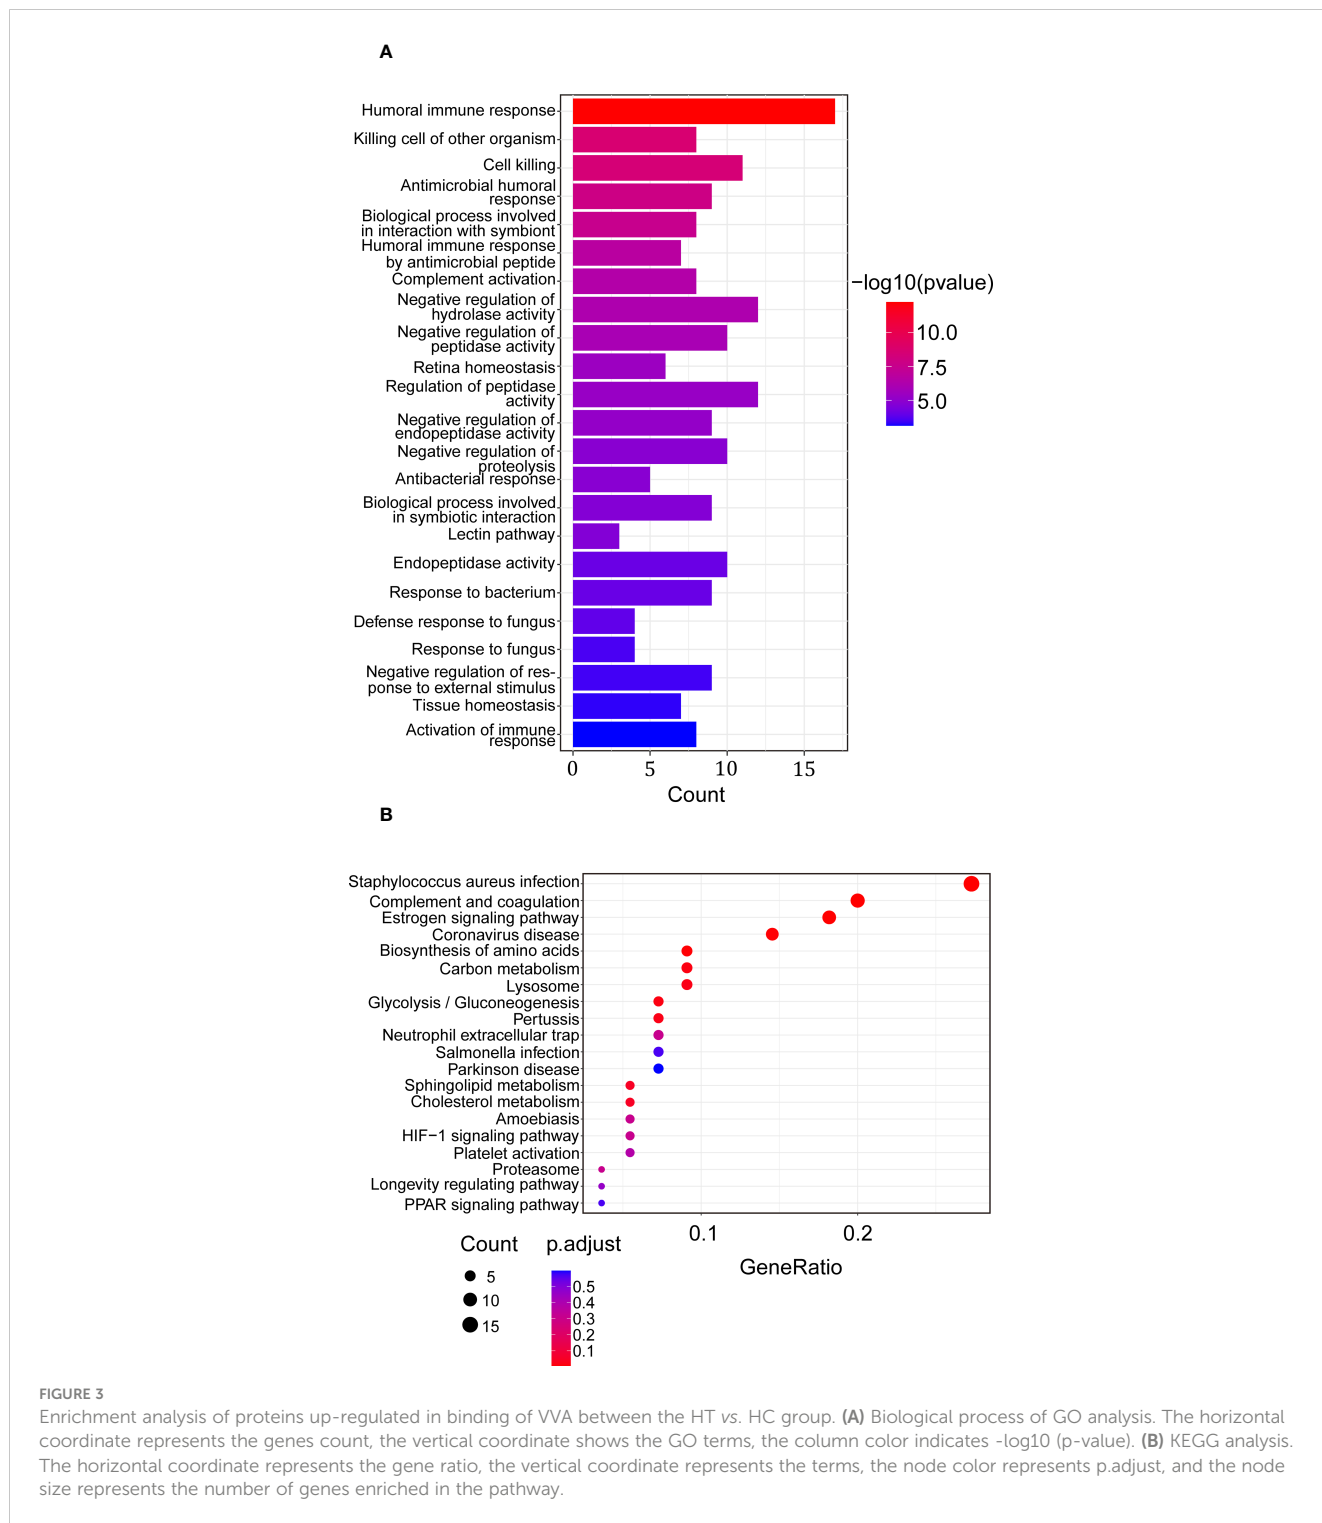 A
Humoral immune response
Killing cell of other organism
Cell killing
Antimicrobial humoral
response
Biological process involved
in interaction with symbiont
Humoral immune response
by antimicrobial peptide
Complement activation
Negative regulation of
hydrolase activity
Negative regulation of
peptidase activity
Retina homeostasis
Regulation of peptidase
activity
Negative regulation of
endopeptidase activity
Negative regulation of
proteolysis
Antibacterial response
Biological process involved
in symbiotic interaction
Lectin pathway
Endopeptidase activity
Response to bacterium
Defense response to fungus
Response to fungus
Negative regulation of res-
ponse to external stimulus
Tissue homeostasis
Activation of immune
response
0 5 10 15
Count
−log10(pvalue)
10.0
7.5
5.0
B
Staphylococcus aureus infection
Complement and coagulation
Estrogen signaling pathway
Coronavirus disease
Biosynthesis of amino acids
Carbon metabolism
Lysosome
Glycolysis / Gluconeogenesis
Pertussis
Neutrophil extracellular trap
Salmonella infection
Parkinson disease
Sphingolipid metabolism
Cholesterol metabolism
Amoebiasis
HIF−1 signaling pathway
Platelet activation
Proteasome
Longevity regulating pathway
PPAR signaling pathway
0.1 0.2
GeneRatio
Count
5
10
15
p.adjust
0.5
0.4
0.3
0.2
0.1
FIGURE 3
Enrichment analysis of proteins up-regulated in binding of VVA between the HT vs. HC group. (A) Biological process of GO analysis. The horizontal
coordinate represents the genes count, the vertical coordinate shows the GO terms, the column color indicates -log10 (p-value). (B) KEGG analysis.
The horizontal coordinate represents the gene ratio, the vertical coordinate represents the terms, the node color represents p.adjust, and the node
size represents the number of genes enriched in the pathway.